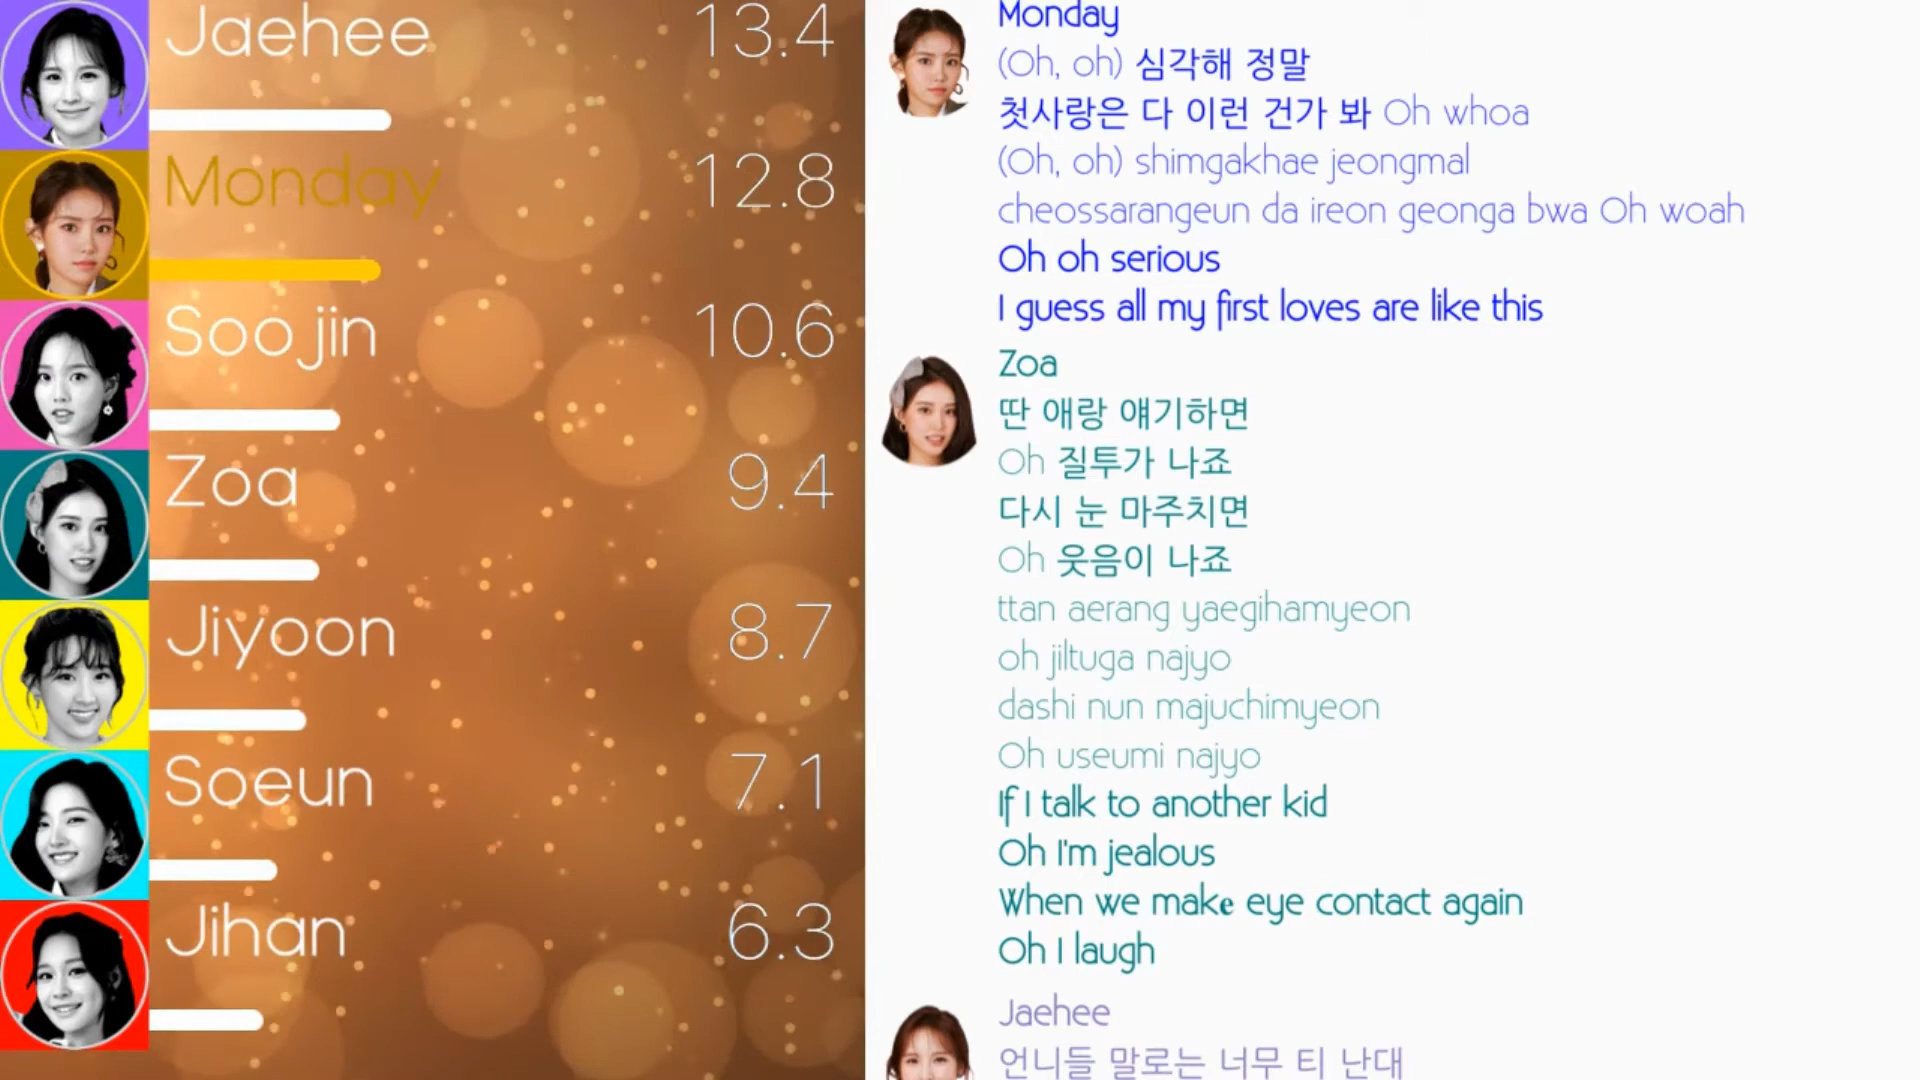 Jaehee 13.4
Monday 12.8
Soojin 10.6
Zoa 9.4
Jiyoon 8.7
Soeun 7.1
Jihan 6.3
Monday
(Oh, oh) 심각해 정말
첫사랑은 다 이런 건가 봐 Oh whoa
(Oh, oh) shimgakhae jeongmal
cheossarangeun da ireon geonga bwa Oh woah
Oh oh serious
I guess all my first loves are like this
Zoa
딴 애랑 얘기하면
Oh 질투가 나죠
다시 눈 마주치면
Oh 웃음이 나죠
ttan aerang yaegihamyeon
oh jiltuga najyo
dashi nun majuchimyeon
Oh useumi najyo
If I talk to another kid
Oh I'm jealous
When we make eye contact again
Oh I laugh
Jaehee
언니들 말로는 너무 티 난대